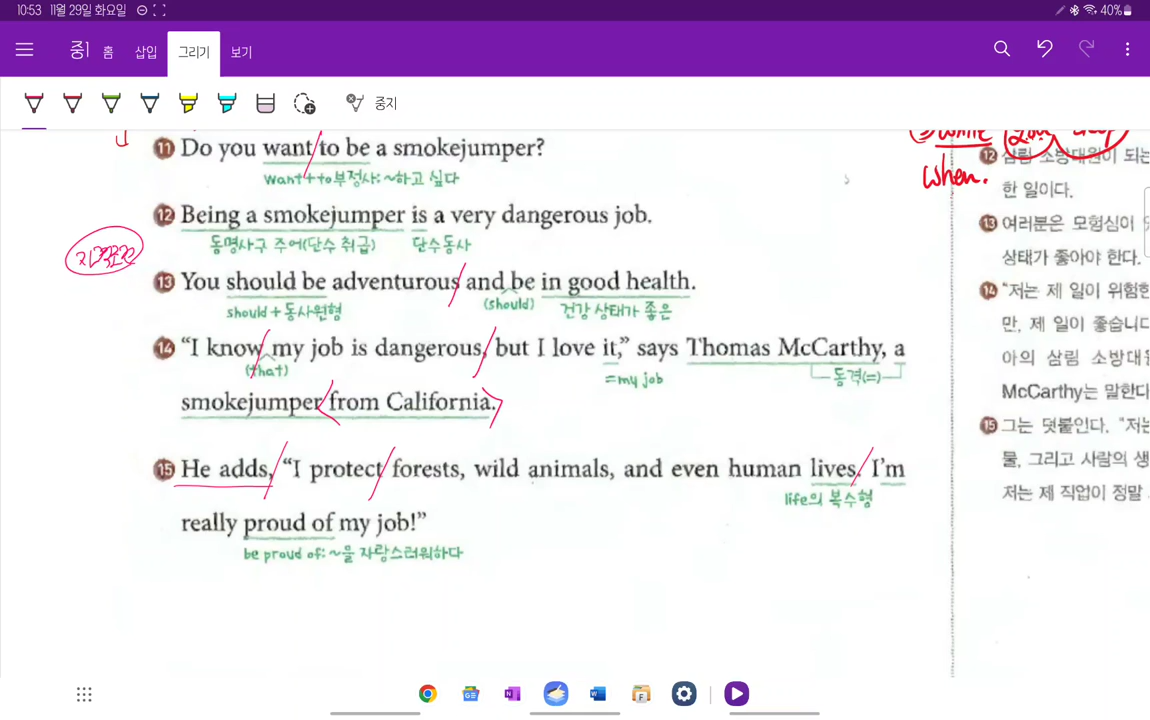 10:53 11월 29일 화요일
40%
중1 홈 삽입 그리기 보기
중지
⑪ Do you want to be a smokejumper?
want+to부정사: ~하고 싶다
⑫ Being a smokejumper is a very dangerous job.
동명사구 주어(단수 취급) 단수동사
⑬ You should be adventurous and be in good health.
should+동사원형 (should) 건강 상태가 좋은
⑭ “I know my job is dangerous, but I love it,” says Thomas McCarthy, a
(that) =my job 동격(=)
smokejumper from California.
⑮ He adds, “I protect forests, wild animals, and even human lives. I’m
life의 복수형
really proud of my job!”
be proud of: ~을 자랑스러워하다
when.
⑫ 삼림 소방대원이 되는
한 일이다.
⑬ 여러분은 모험심이
상태가 좋아야 한다.
⑭ “저는 제 일이 위험한
만, 제 일이 좋습니다
아의 삼림 소방대원
McCarthy는 말한다
⑮ 그는 덧붙인다. “저는
물, 그리고 사람의 생
저는 제 직업이 정말